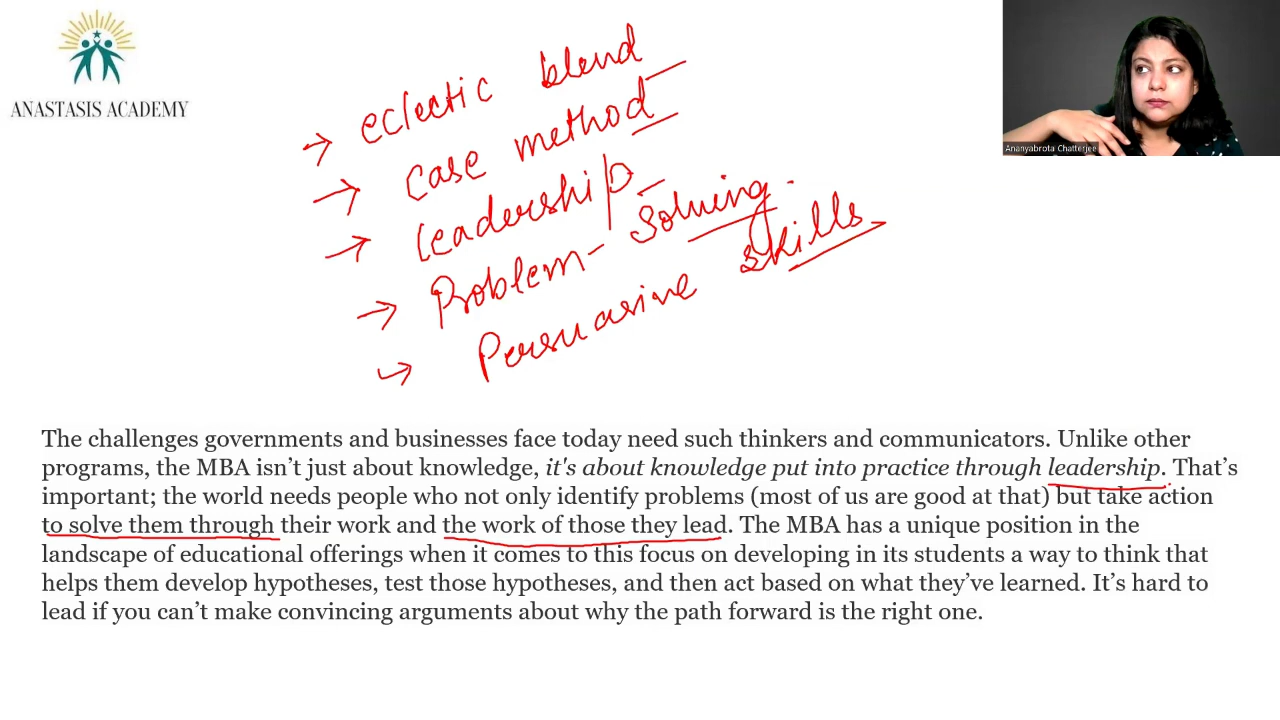 ANASTASIS ACADEMY
Ananyabrota Chatterjee
→ eclectic blend
→ Case method
→ Leadership
→ Problem-Solving.
→ Persuasive skills
The challenges governments and businesses face today need such thinkers and communicators. Unlike other
programs, the MBA isn't just about knowledge, it's about knowledge put into practice through leadership. That's
important; the world needs people who not only identify problems (most of us are good at that) but take action
to solve them through their work and the work of those they lead. The MBA has a unique position in the
landscape of educational offerings when it comes to this focus on developing in its students a way to think that
helps them develop hypotheses, test those hypotheses, and then act based on what they've learned. It's hard to
lead if you can't make convincing arguments about why the path forward is the right one.